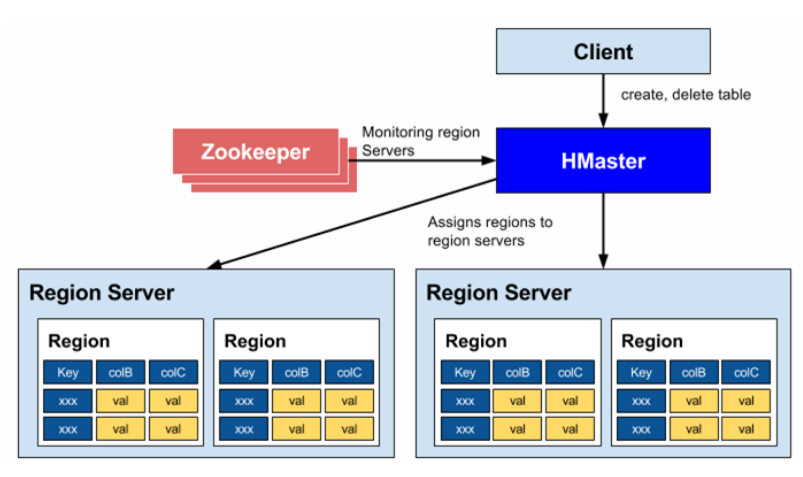 Client
create, delete table
Zookeeper
Monitoring region
Servers
HMaster
Assigns regions to
region servers
Region Server
Region
Key colB colC
xxx val val
xxx val val
Region
Key colB colC
xxx val val
xxx val val
Region Server
Region
Key colB colC
xxx val val
xxx val val
Region
Key colB colC
xxx val val
xxx val val